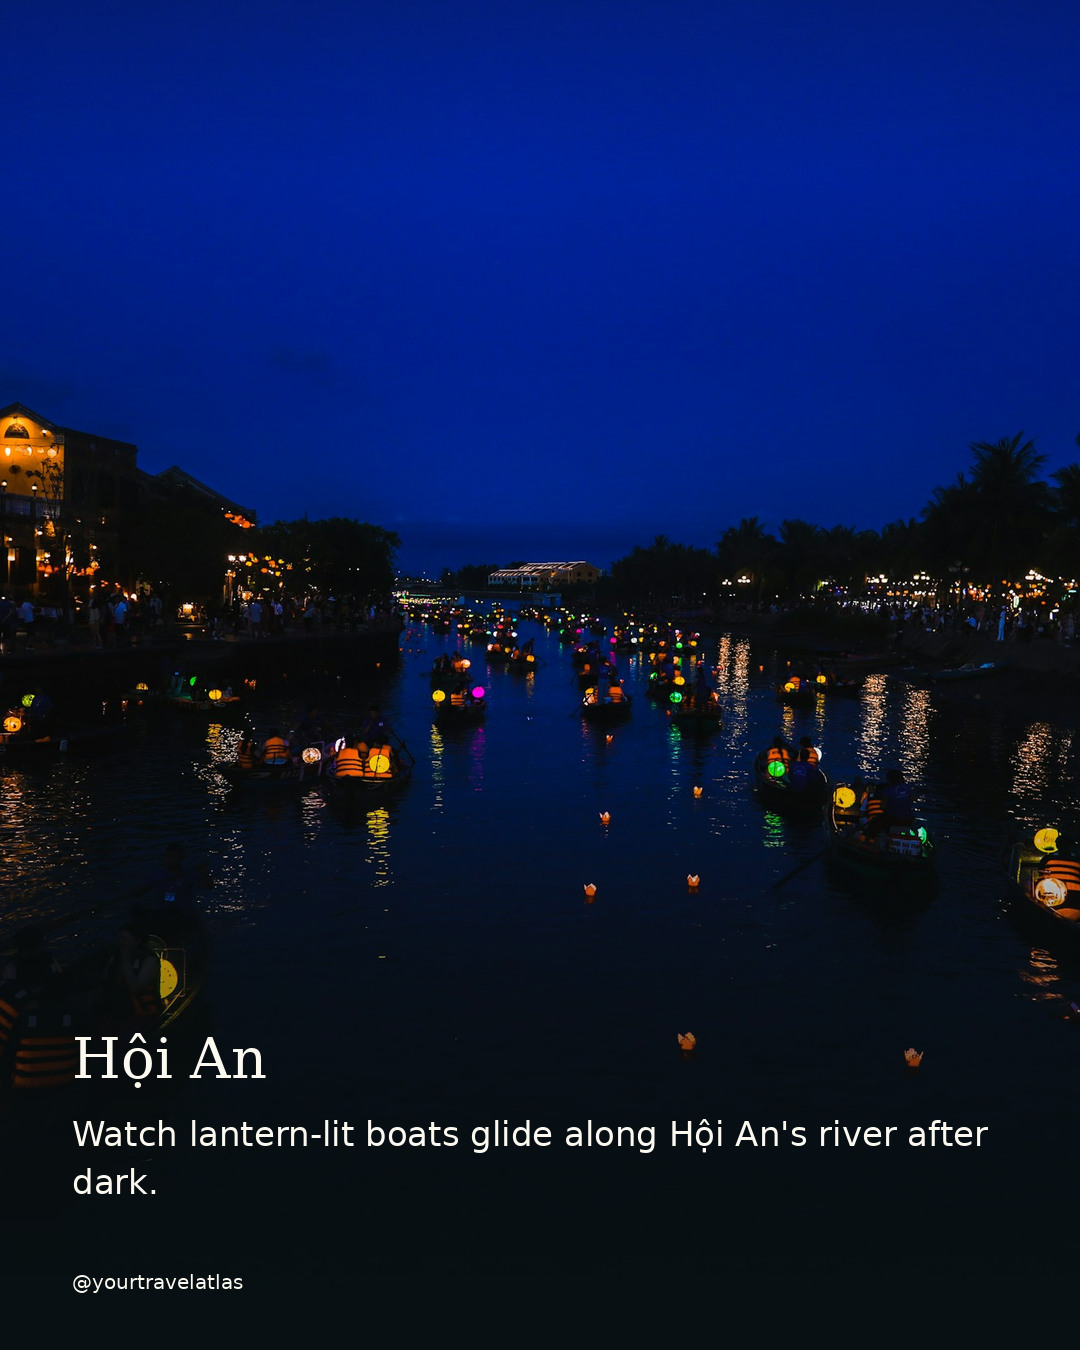 Hội An
Watch lantern-lit boats glide along Hội An's river after
dark.
@yourtravelatlas